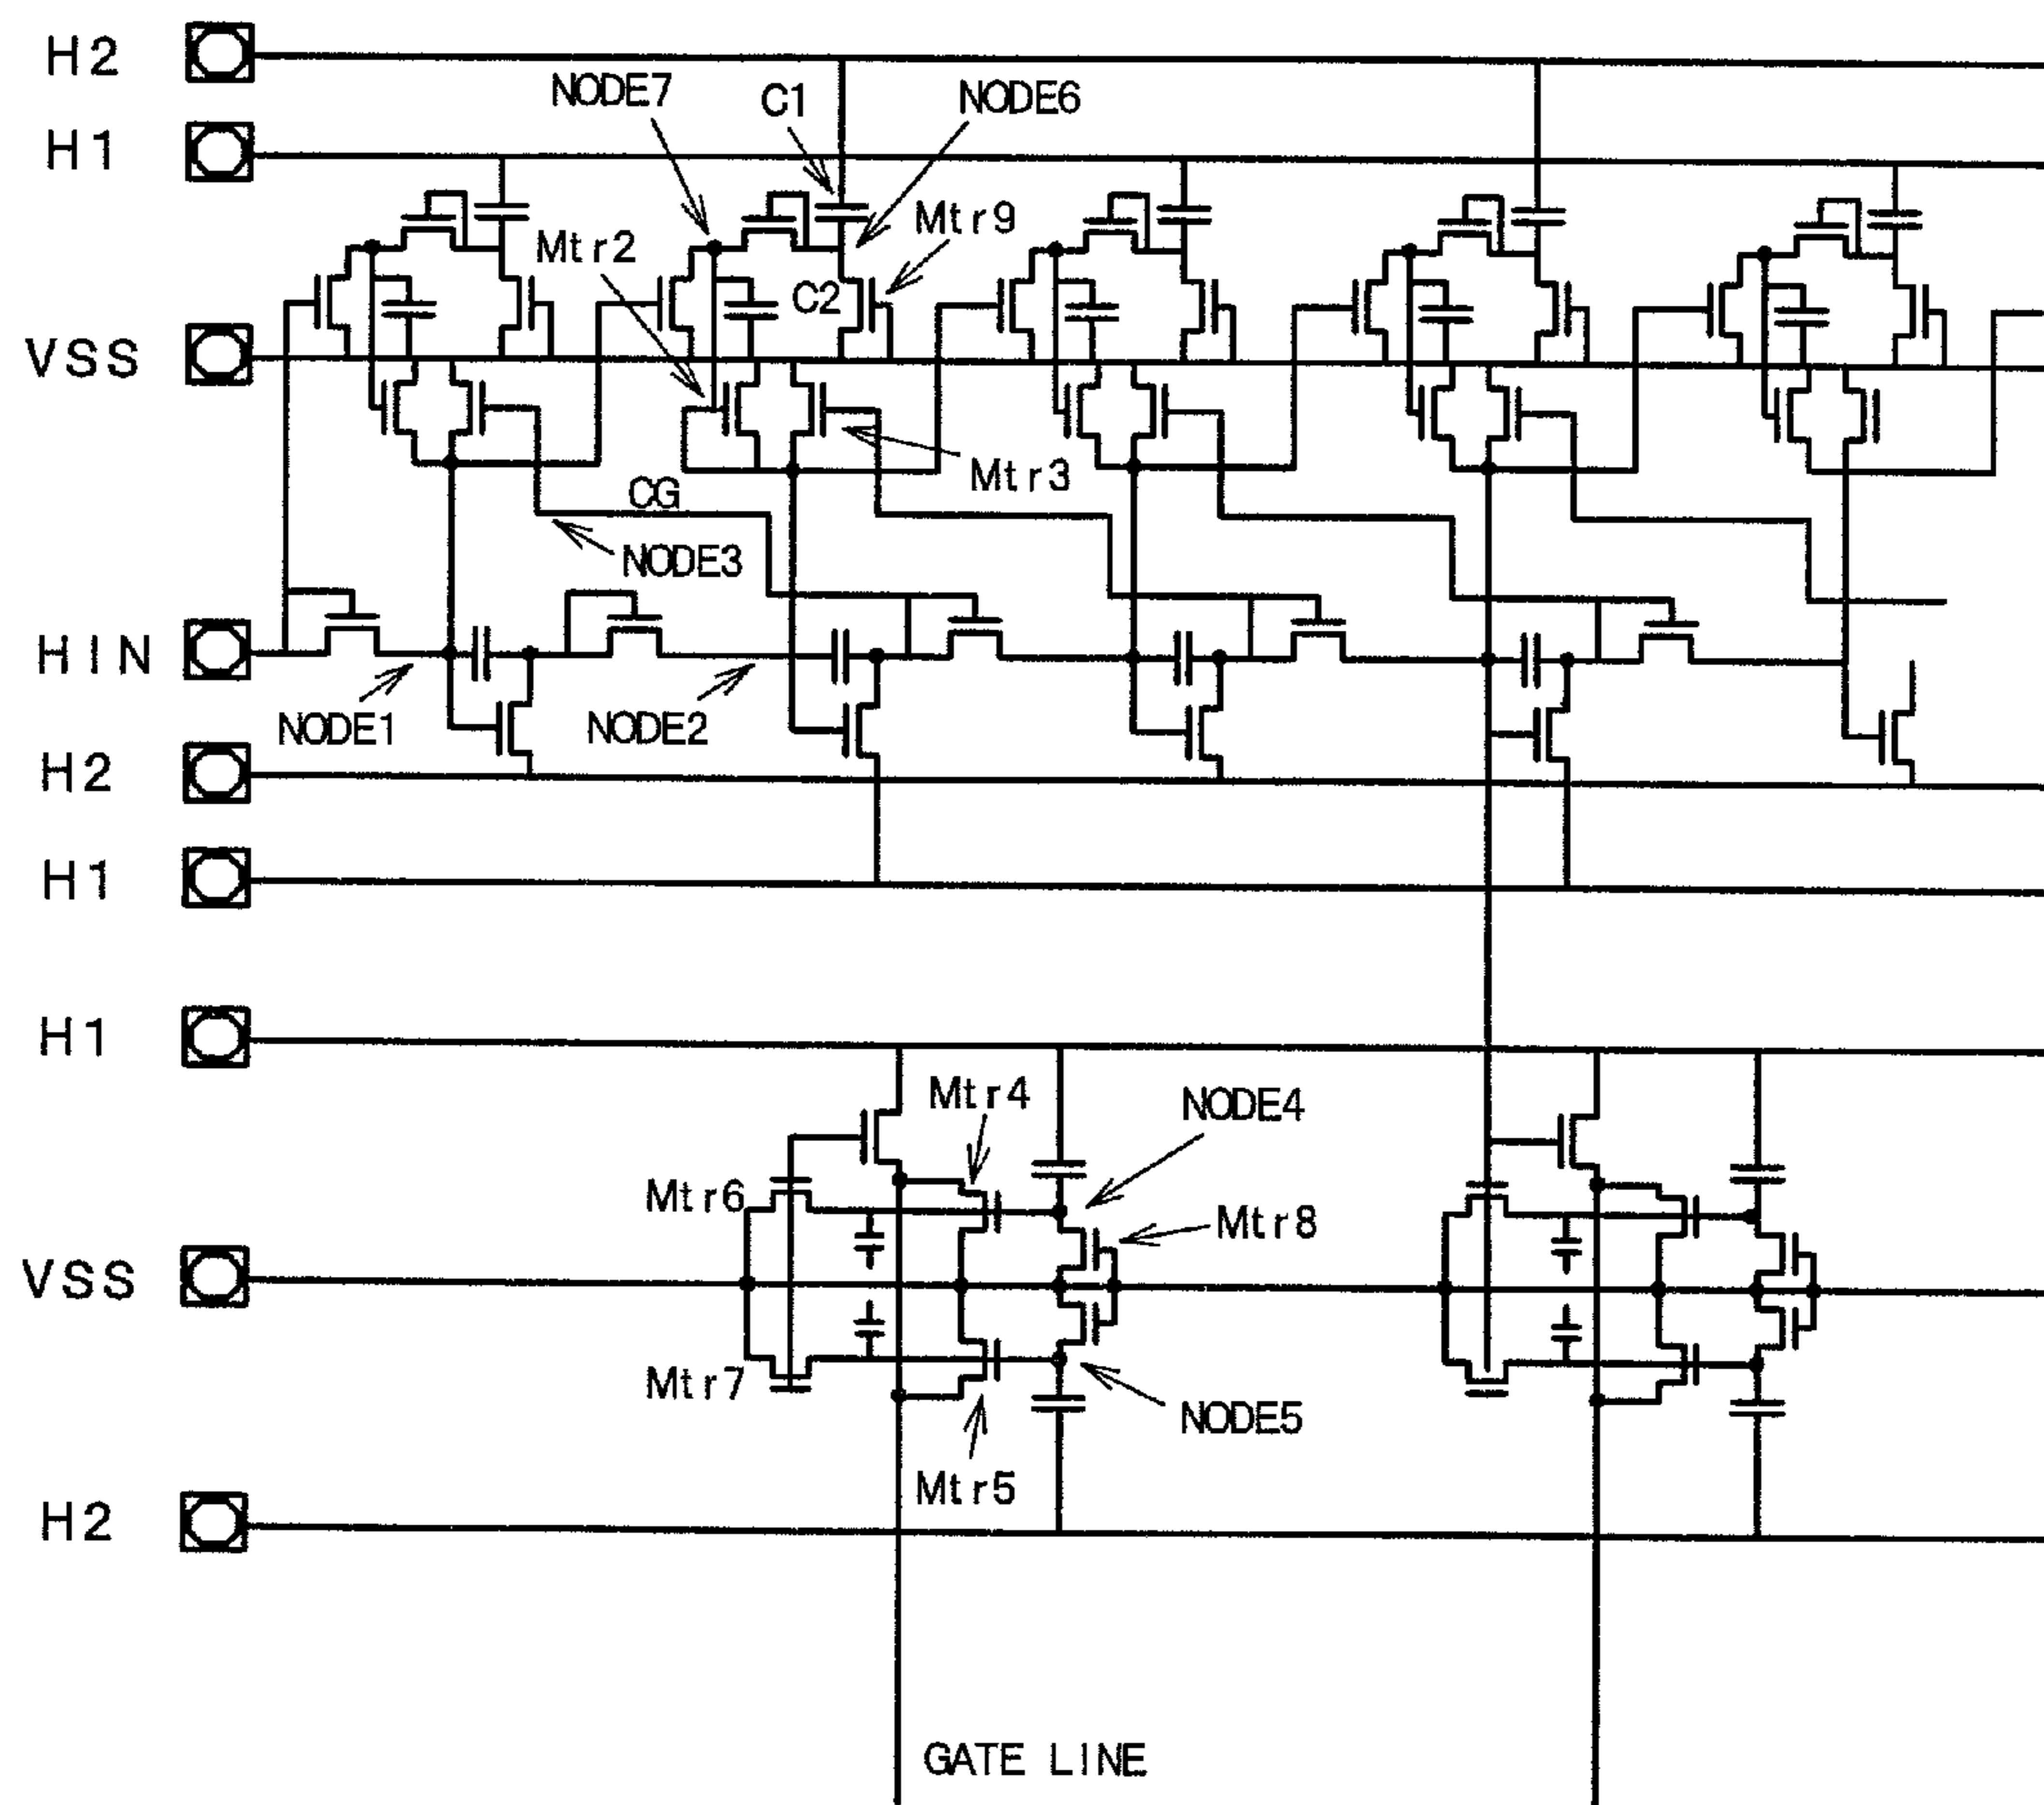 H2
NODE7
C1
NODE6
H1
Mtr9
Mtr2
C2
VSS
Mtr3
CG
NODE3
HIN
NODE1
NODE2
H2
H1
H1
Mtr4
NODE4
Mtr6
Mtr8
VSS
Mtr7
NODE5
Mtr5
H2
GATE LINE